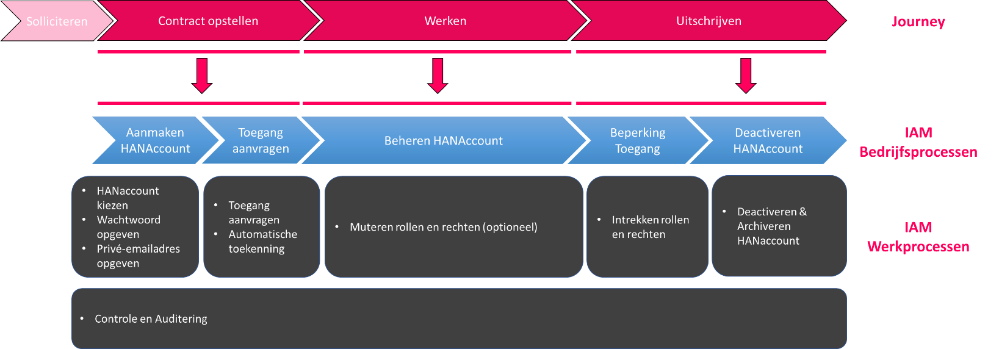 Solliciteren
Contract opstellen
Werken
Uitschrijven
Journey
Aanmaken
HANAccount
Toegang
aanvragen
Beheren HANAccount
Beperking
Toegang
Deactiveren
HANAccount
IAM
Bedrijfsprocessen
• HANaccount
kiezen
• Wachtwoord
opgeven
• Privé-emailadres
opgeven
• Toegang
aanvragen
• Automatische
toekenning
• Muteren rollen en rechten (optioneel)
• Intrekken rollen
en rechten
• Deactiveren &
Archiveren
HANaccount
IAM
Werkprocessen
• Controle en Auditering